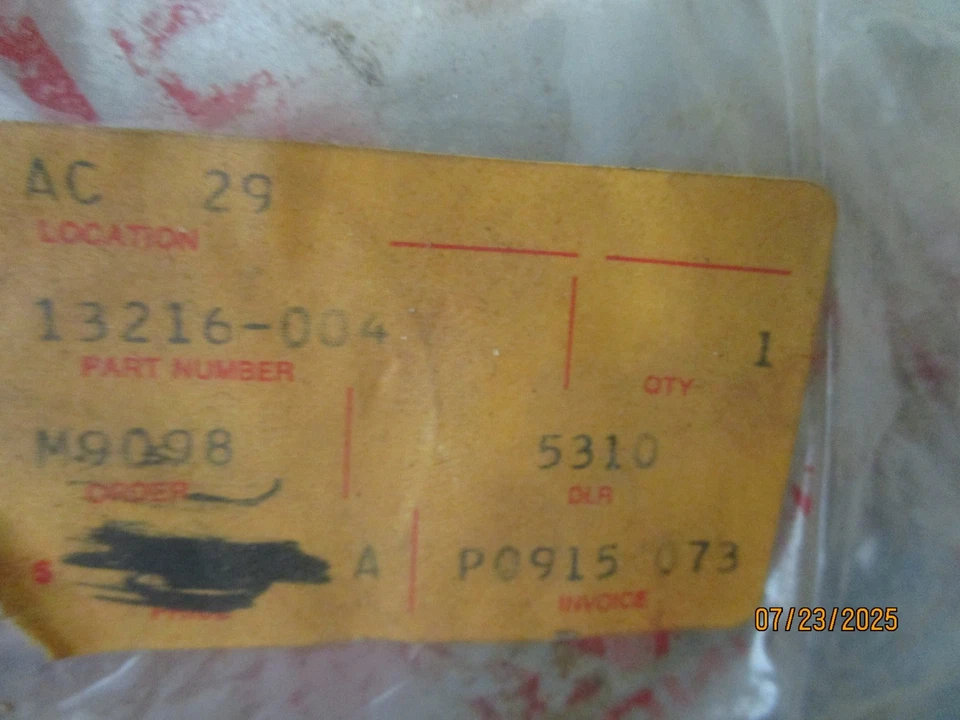 AC 29
LOCATION
13216-004 1
PART NUMBER QTY
M9098 5310
ORDER DLR
$ A P0915 073
PRICE INVOICE
07/23/2025